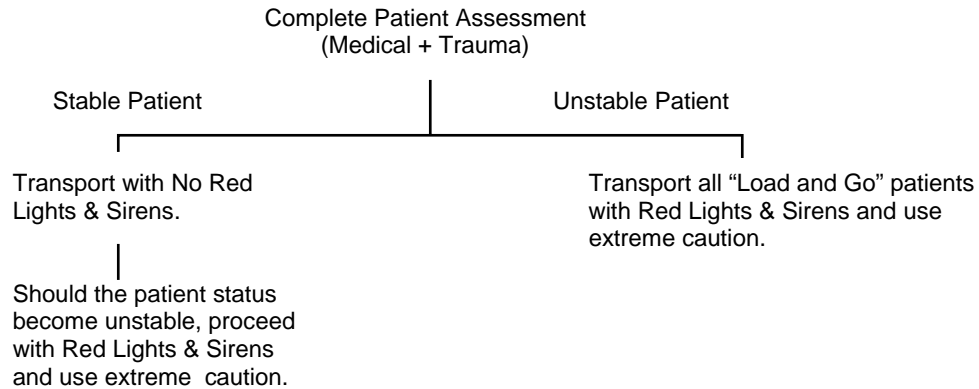 Complete Patient Assessment
(Medical + Trauma)
Stable Patient
Unstable Patient
Transport with No Red
Lights & Sirens.
Transport all “Load and Go” patients
with Red Lights & Sirens and use
extreme caution.
Should the patient status
become unstable, proceed
with Red Lights & Sirens
and use extreme  caution.